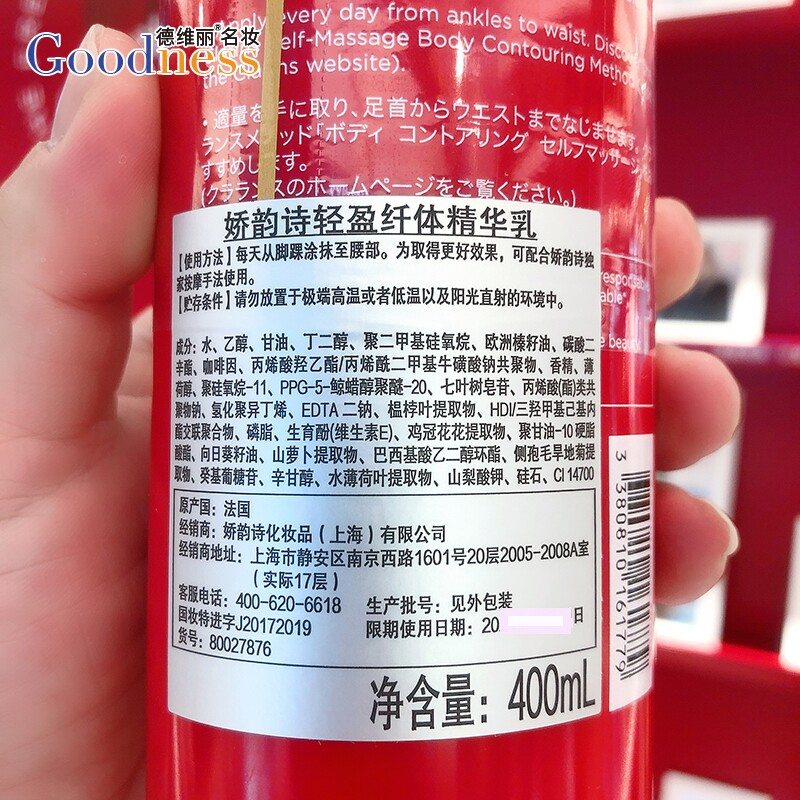 德维丽®名妆
Goodness
Apply every day from ankles to waist.
Self-Massage Body Contouring Method
the Clarins website).
・適量を手に取り、足首からウエストまでなじませます。
ランスメソッド「ボディ コントアリング セルフマッサージ
すすめします。
(クラランスのホームページをご覧ください。)
娇韵诗轻盈纤体精华乳
【使用方法】每天从脚踝涂抹至腰部。为取得更好效果，可配合娇韵诗独
家按摩手法使用。
【贮存条件】请勿放置于极端高温或者低温以及阳光直射的环境中。
成分：水、乙醇、甘油、丁二醇、聚二甲基硅氧烷、欧洲榛籽油、碳酸二
辛酯、咖啡因、丙烯酸羟乙酯/丙烯酰二甲基牛磺酸钠共聚物、香精、薄
荷醇、聚硅氧烷-11、PPG-5-鲸蜡醇聚醚-20、七叶树皂苷、丙烯酸(酯)类共
聚物钠、氢化聚异丁烯、EDTA 二钠、榅桲叶提取物、HDI/三羟甲基己基内
酯交联聚合物、磷脂、生育酚(维生素E)、鸡冠花花提取物、聚甘油-10 硬脂
酸酯、向日葵籽油、山萝卜提取物、巴西基酸乙二醇环酯、侧孢毛旱地菊提
取物、癸基葡糖苷、辛甘醇、水薄荷叶提取物、山梨酸钾、硅石、CI 14700
原产国：法国
经销商：娇韵诗化妆品（上海）有限公司
经销商地址：上海市静安区南京西路1601号20层2005-2008A室
（实际17层）
客服电话：400-620-6618
生产批号：见外包装
国妆特进字J20172019
限期使用日期：20 日
货号：80027876
净含量：400mL
responsable
able"
e beauty
3 380810 161779